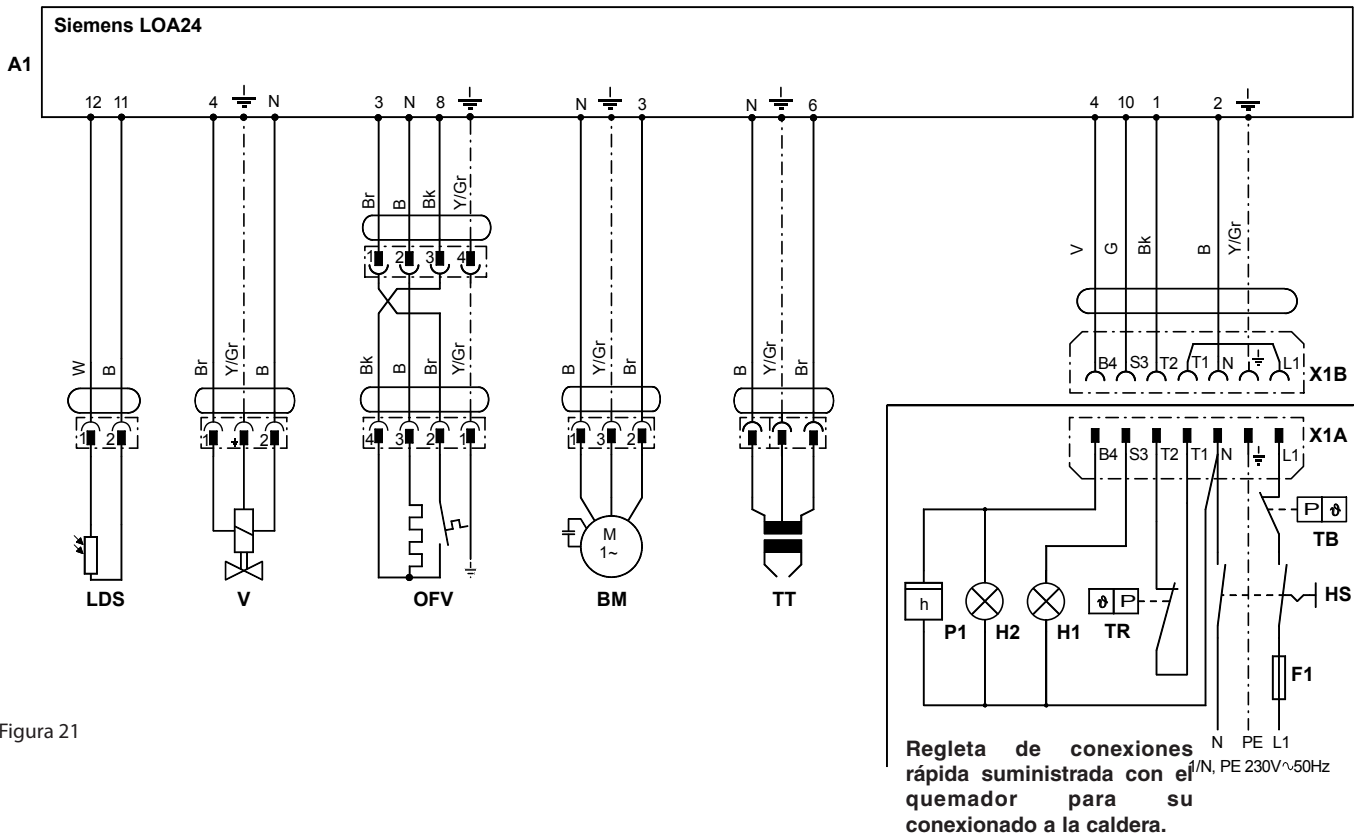 Siemens LOA24
A1
12 11 4 N 3 N 8 N 3 N 6 4 10 1 2
Br B Bk Y/Gr
1 2 3 4
V G Bk B Y/Gr
W B Br Y/Gr B Bk B Br Y/Gr B Y/Gr Br B Y/Gr Br
B4 S3 T2 T1 N L1 X1B
1 2 1 2 4 3 2 1 1 3 2
X1A
B4 S3 T2 T1 N L1
P ϑ
TB
M
1~
LDS V OFV BM TT
h
P1 H2 H1
ϑ P
TR
HS
F1
Figura 21
N PE L1
1/N, PE 230V∿50Hz
Regleta de conexiones
rápida suministrada con el
quemador para su
conexionado a la caldera.